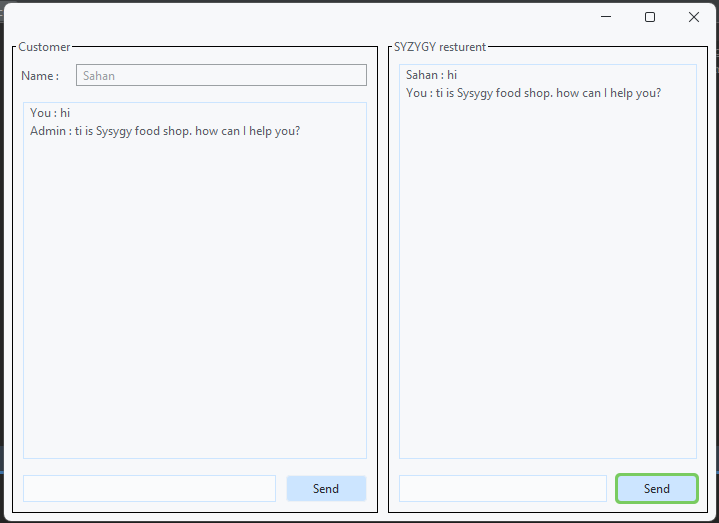 Customer
Name :
Sahan
You : hi
Admin : ti is Sysygy food shop. how can I help you?
Send
SYZYGY resturent
Sahan : hi
You : ti is Sysygy food shop. how can I help you?
Send